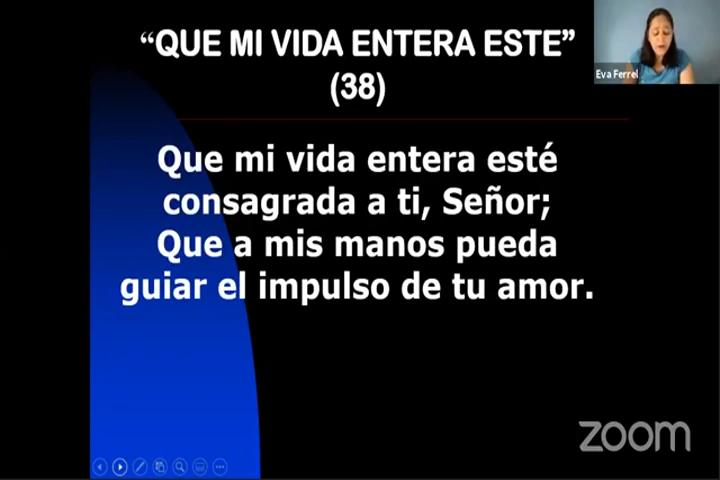 “QUE MI VIDA ENTERA ESTE”
(38)
Eva Ferrel
Que mi vida entera esté
consagrada a ti, Señor;
Que a mis manos pueda
guiar el impulso de tu amor.
zoom